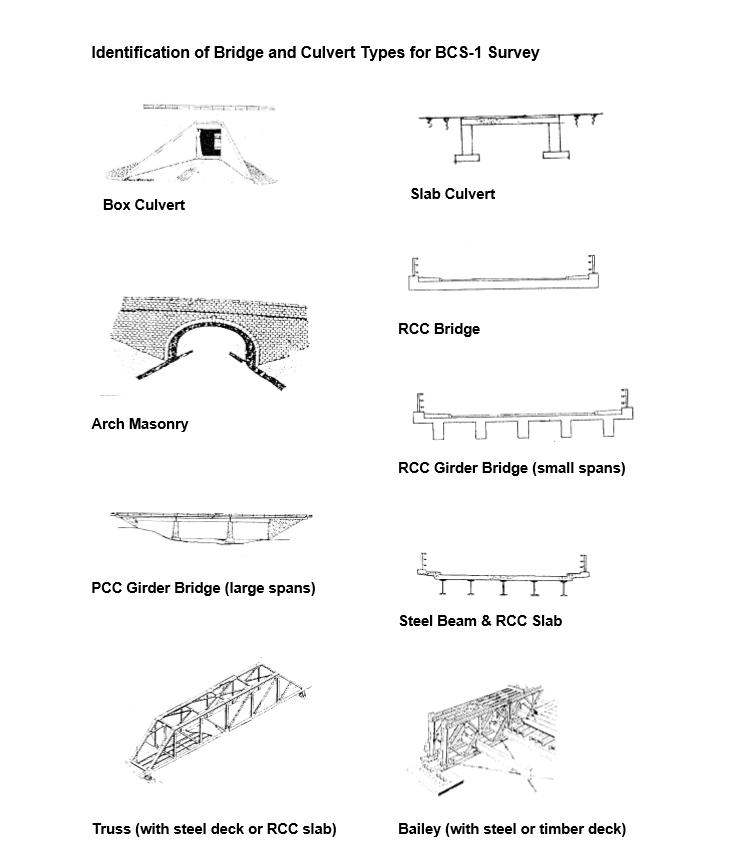 Identification of Bridge and Culvert Types for BCS-1 Survey
Box Culvert
Slab Culvert
RCC Bridge
Arch Masonry
RCC Girder Bridge (small spans)
PCC Girder Bridge (large spans)
Steel Beam & RCC Slab
Truss (with steel deck or RCC slab)
Bailey (with steel or timber deck)